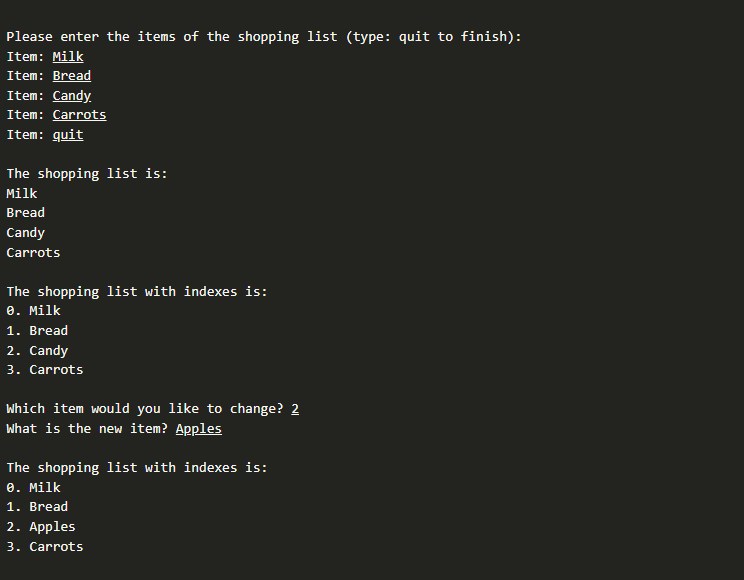 Please enter the items of the shopping list (type: quit to finish):
Item: Milk
Item: Bread
Item: Candy
Item: Carrots
Item: quit
The shopping list is:
Milk
Bread
Candy
Carrots
The shopping list with indexes is:
0. Milk
1. Bread
2. Candy
3. Carrots
Which item would you like to change? 2
What is the new item? Apples
The shopping list with indexes is:
0. Milk
1. Bread
2. Apples
3. Carrots